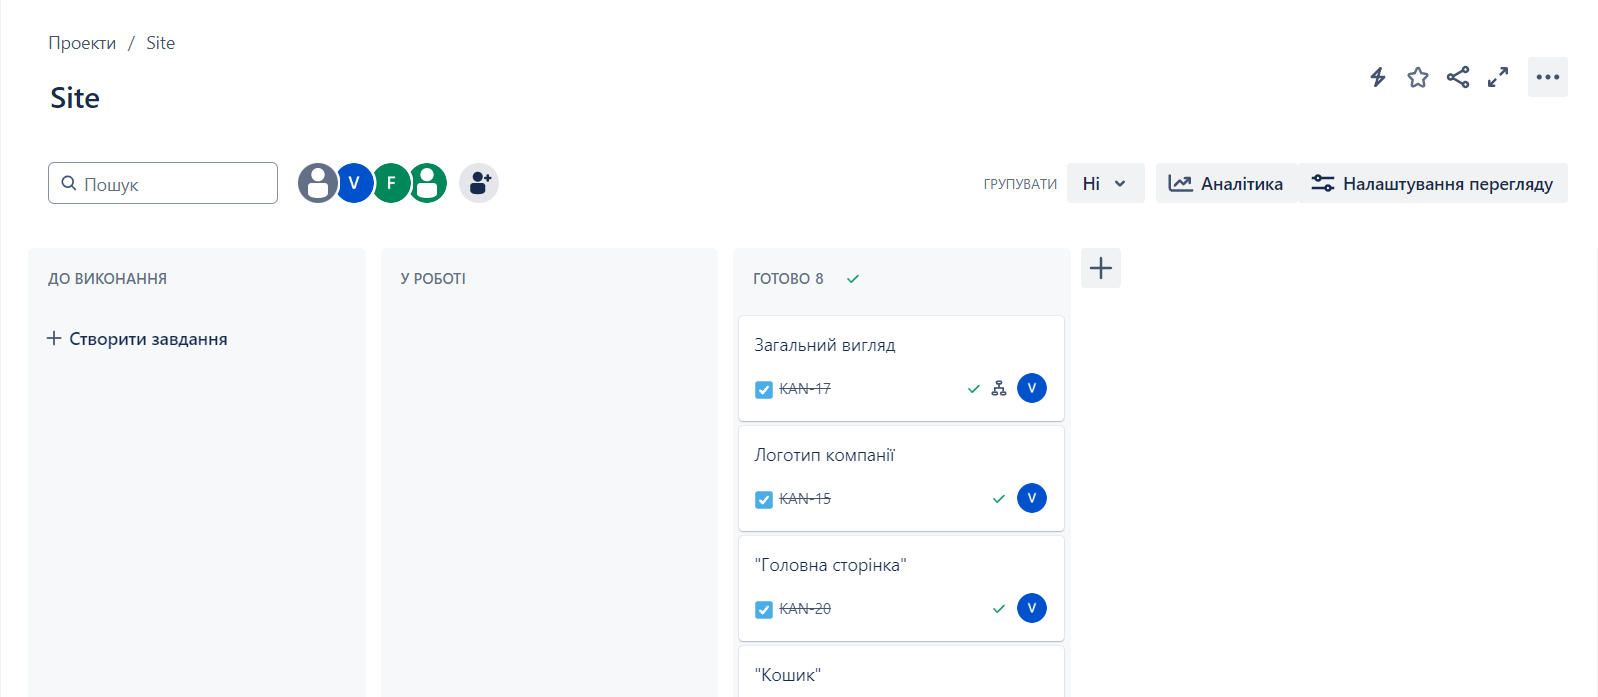 Проекти / Site
Site
Пошук
V
F
ГРУПУВАТИ
Ні
Аналітика
Налаштування перегляду
ДО ВИКОНАННЯ
Створити завдання
У РОБОТІ
ГОТОВО 8
Загальний вигляд
KAN-17
V
Логотип компанії
KAN-15
V
"Головна сторінка"
KAN-20
V
"Кошик"